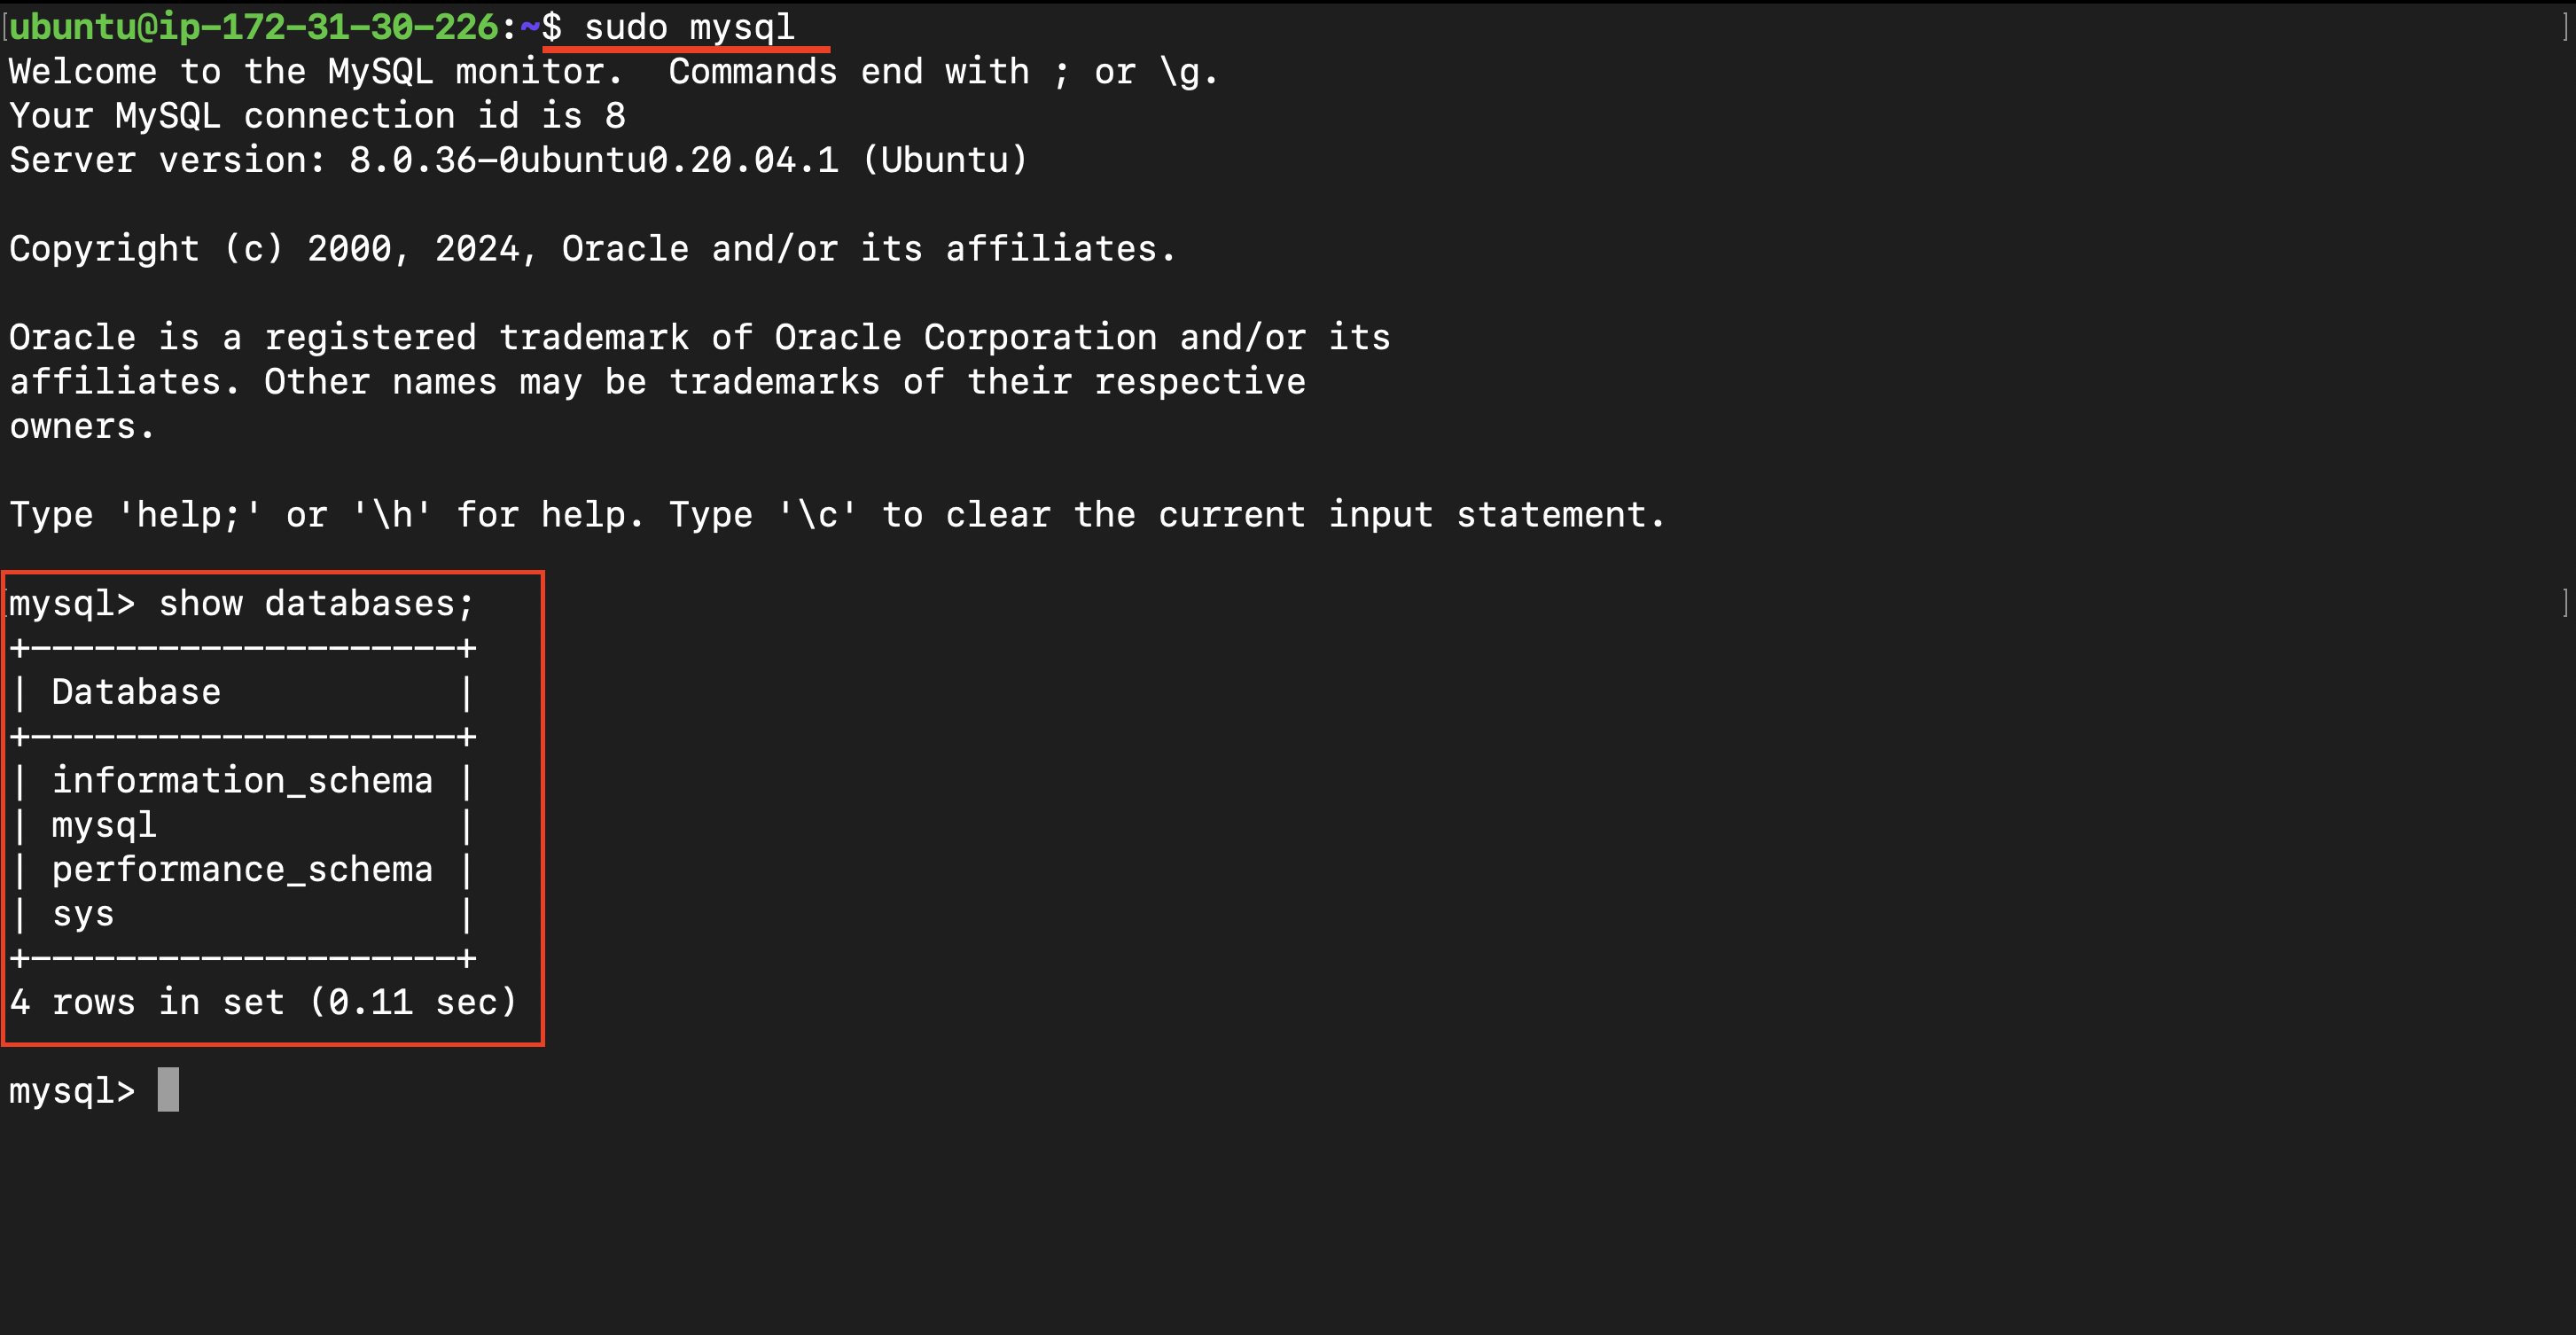 ubuntu@ip-172-31-30-226:~$ sudo mysql
Welcome to the MySQL monitor.  Commands end with ; or \g.
Your MySQL connection id is 8
Server version: 8.0.36-0ubuntu0.20.04.1 (Ubuntu)
Copyright (c) 2000, 2024, Oracle and/or its affiliates.
Oracle is a registered trademark of Oracle Corporation and/or its
affiliates. Other names may be trademarks of their respective
owners.
Type 'help;' or '\h' for help. Type '\c' to clear the current input statement.
mysql> show databases;
+--------------------+
| Database           |
+--------------------+
| information_schema |
| mysql              |
| performance_schema |
| sys                |
+--------------------+
4 rows in set (0.11 sec)
mysql>